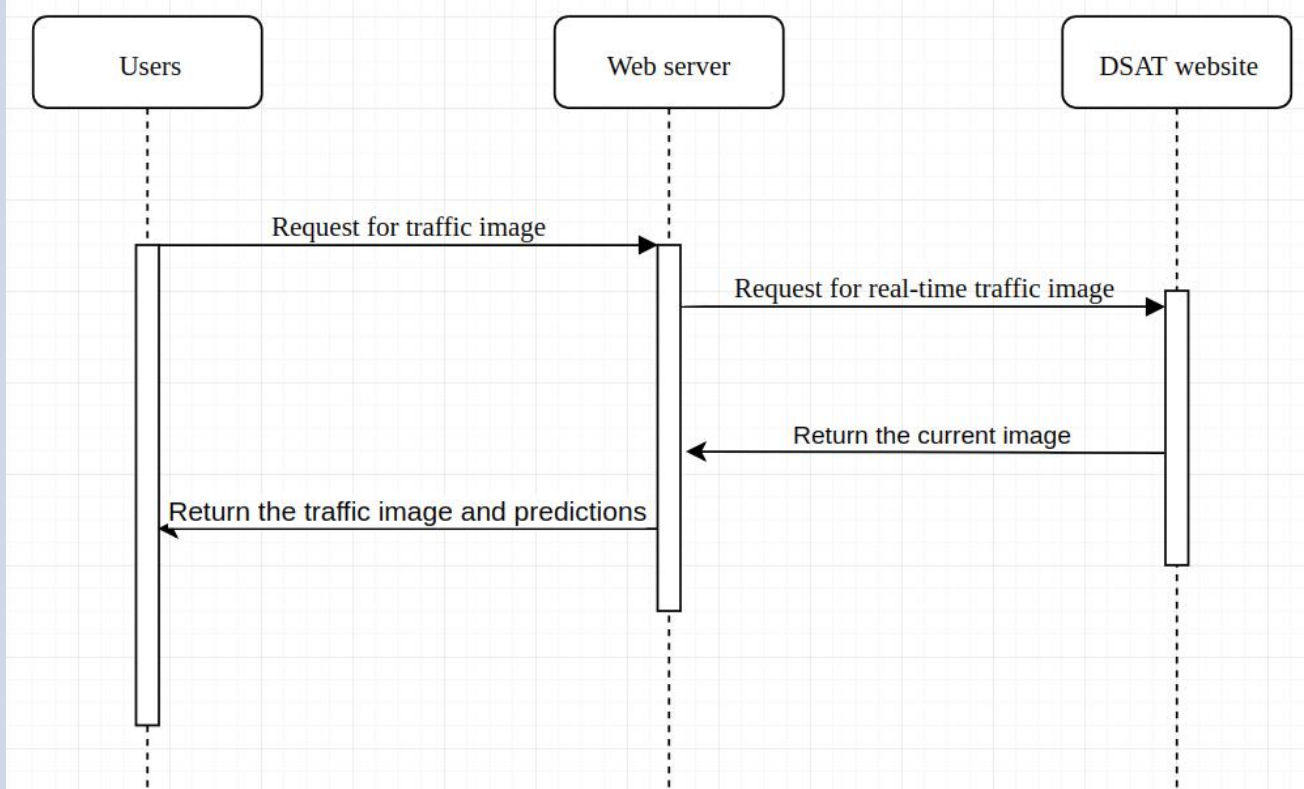 Users
Web server
DSAT website
Request for traffic image
Request for real-time traffic image
Return the current image
Return the traffic image and predictions